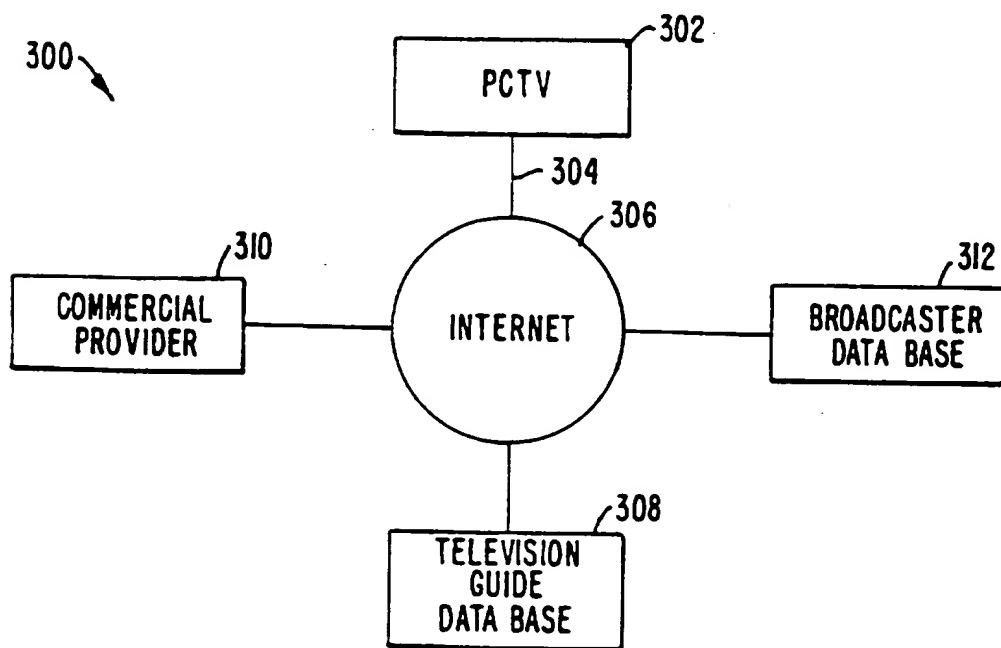 302
300
PCTV
304
306
310
312
COMMERCIAL
PROVIDER
INTERNET
BROADCASTER
DATA BASE
308
TELEVISION
GUIDE
DATA BASE